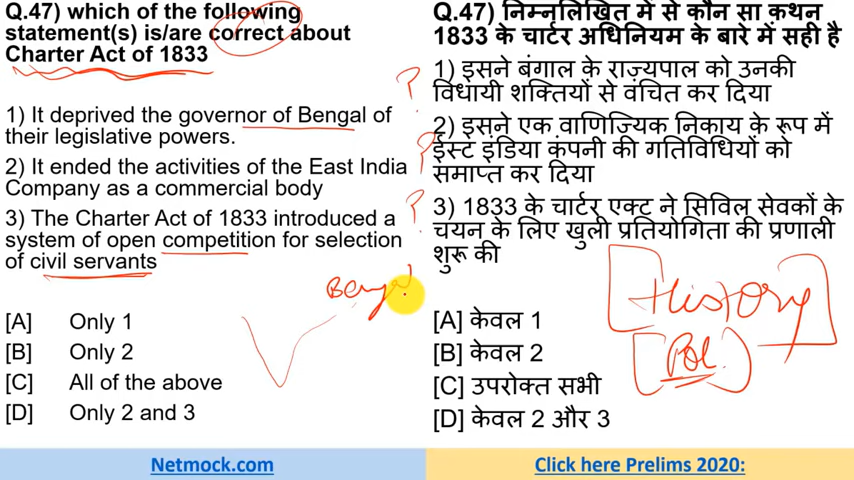 Q.47) which of the following
statement(s) is/are correct about
Charter Act of 1833
1) It deprived the governor of Bengal of
their legislative powers.
2) It ended the activities of the East India
Company as a commercial body
3) The Charter Act of 1833 introduced a
system of open competition for selection
of civil servants
Bengal
[A] Only 1
[B] Only 2
[C] All of the above
[D] Only 2 and 3
Q.47) निम्नलिखित में से कौन सा कथन
1833 के चार्टर अधिनियम के बारे में सही है
1) इसने बंगाल के राज्यपाल को उनकी
विधायी शक्तियों से वंचित कर दिया
2) इसने एक वाणिज्यिक निकाय के रूप में
ईस्ट इंडिया कंपनी की गतिविधियों को
समाप्त कर दिया
3) 1833 के चार्टर एक्ट ने सिविल सेवकों के
चयन के लिए खुली प्रतियोगिता की प्रणाली
शुरू की
History
Pol
[A] केवल 1
[B] केवल 2
[C] उपरोक्त सभी
[D] केवल 2 और 3
Netmock.com
Click here Prelims 2020: